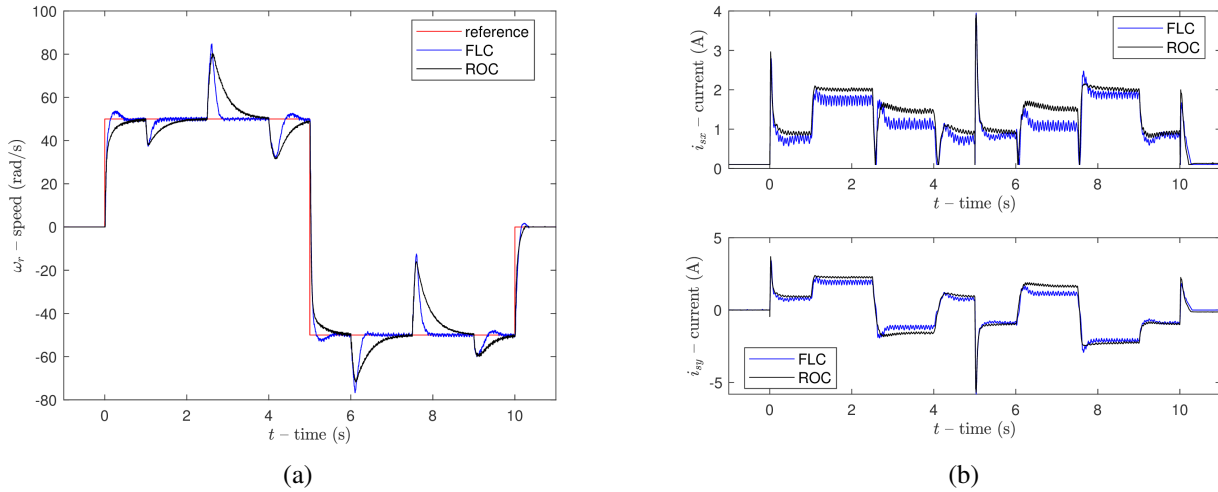 100
80
60
40
20
0
-20
-40
-60
-80
0
2
4
6
8
10
ω_r – speed (rad/s)
t – time (s)
reference
FLC
ROC
(a)
4
3
2
1
0
0
2
4
6
8
10
i_sx – current (A)
t – time (s)
FLC
ROC
5
0
-5
0
2
4
6
8
10
i_sy – current (A)
t – time (s)
FLC
ROC
(b)